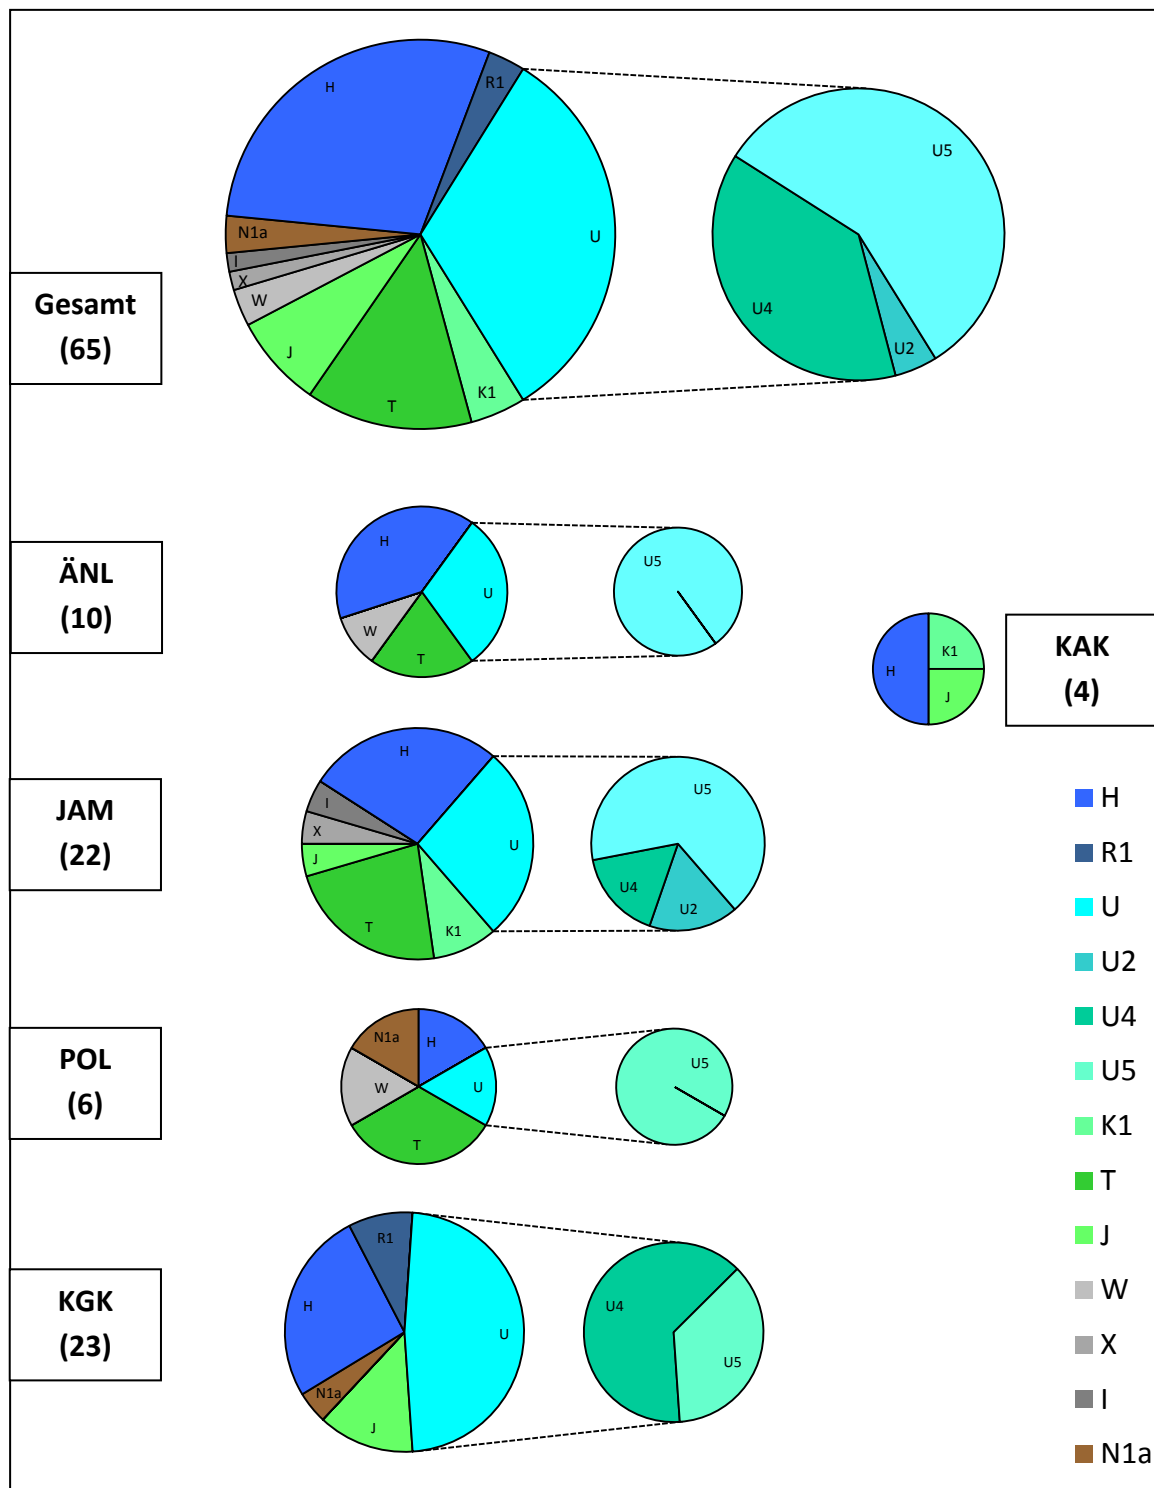 H
R1
U
K1
T
J
W
X
I
N1a
U5
U4
U2
Gesamt
(65)
H
U
T
W
U5
ÄNL
(10)
H
K1
J
KAK
(4)
H
U
K1
T
J
X
I
U5
U4
U2
JAM
(22)
N1a
H
U
T
W
U5
POL
(6)
R1
H
U
J
N1a
U4
U5
KGK
(23)
H
R1
U
U2
U4
U5
K1
T
J
W
X
I
N1a